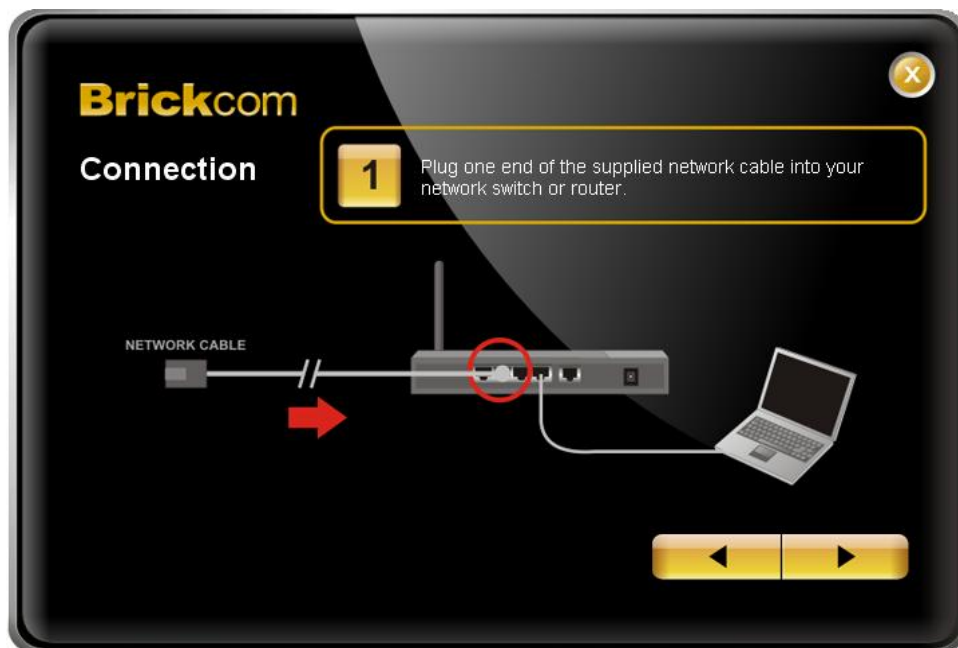 Brickcom
Connection
1
Plug one end of the supplied network cable into your
network switch or router.
NETWORK CABLE
X